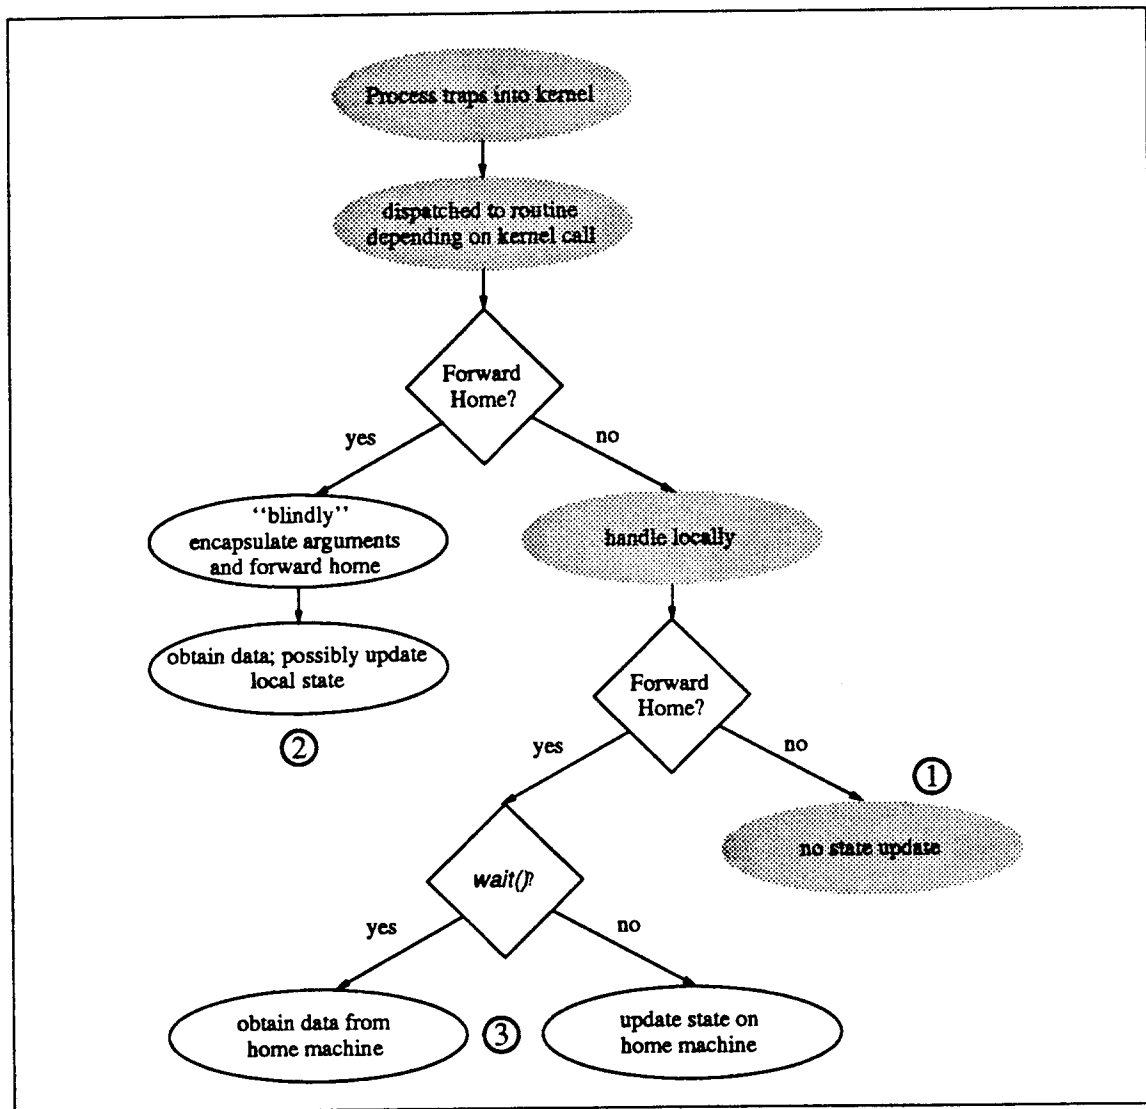 Process traps into kernel
dispatched to routine
depending on kernel call
Forward
Home?
yes
no
‘‘blindly’’
encapsulate arguments
and forward home
handle locally
obtain data; possibly update
local state
Forward
Home?
2
yes
no
1
no state update
wait()?
yes
no
obtain data from
home machine
3
update state on
home machine